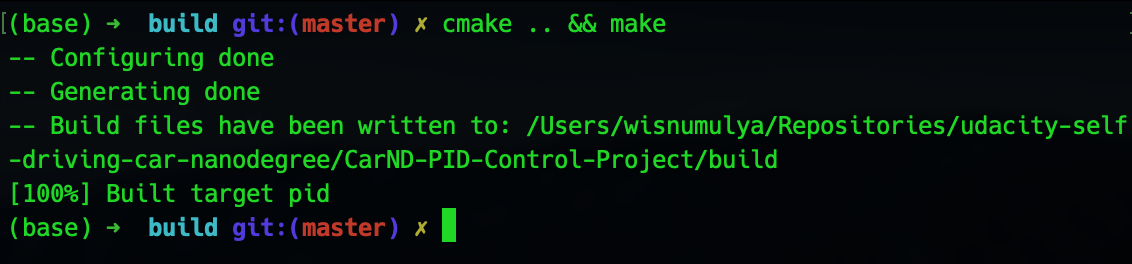 (base) ➜  build git:(master) ✗ cmake .. && make
-- Configuring done
-- Generating done
-- Build files have been written to: /Users/wisnumulya/Repositories/udacity-self
-driving-car-nanodegree/CarND-PID-Control-Project/build
[100%] Built target pid
(base) ➜  build git:(master) ✗